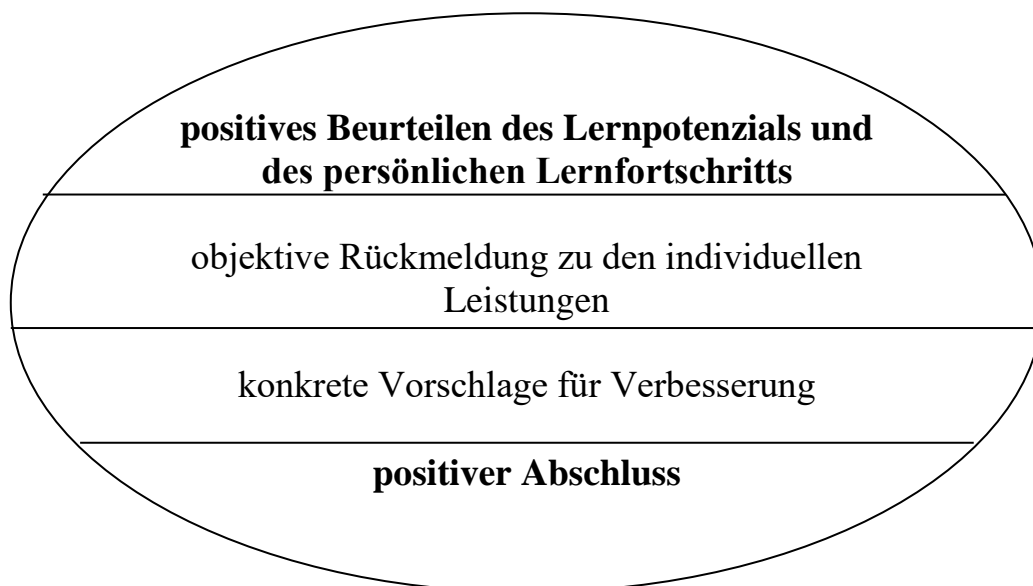 positives Beurteilen des Lernpotenzials und
des persönlichen Lernfortschritts
objektive Rückmeldung zu den individuellen
Leistungen
konkrete Vorschlage für Verbesserung
positiver Abschluss